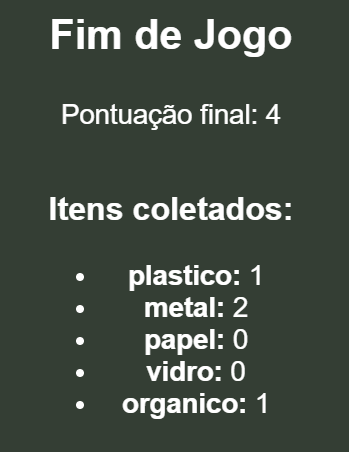 Fim de Jogo
Pontuação final: 4
Itens coletados:
• plastico: 1
• metal: 2
• papel: 0
• vidro: 0
• organico: 1